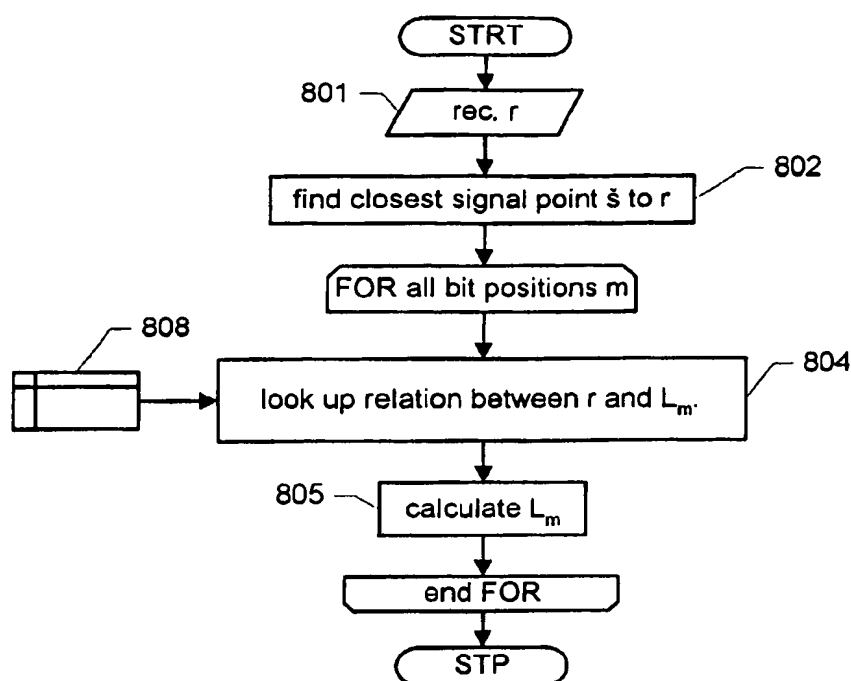 STRT
801
rec. r
802
find closest signal point š to r
FOR all bit positions m
808
804
look up relation between r and Lm.
805
calculate Lm
end FOR
STP